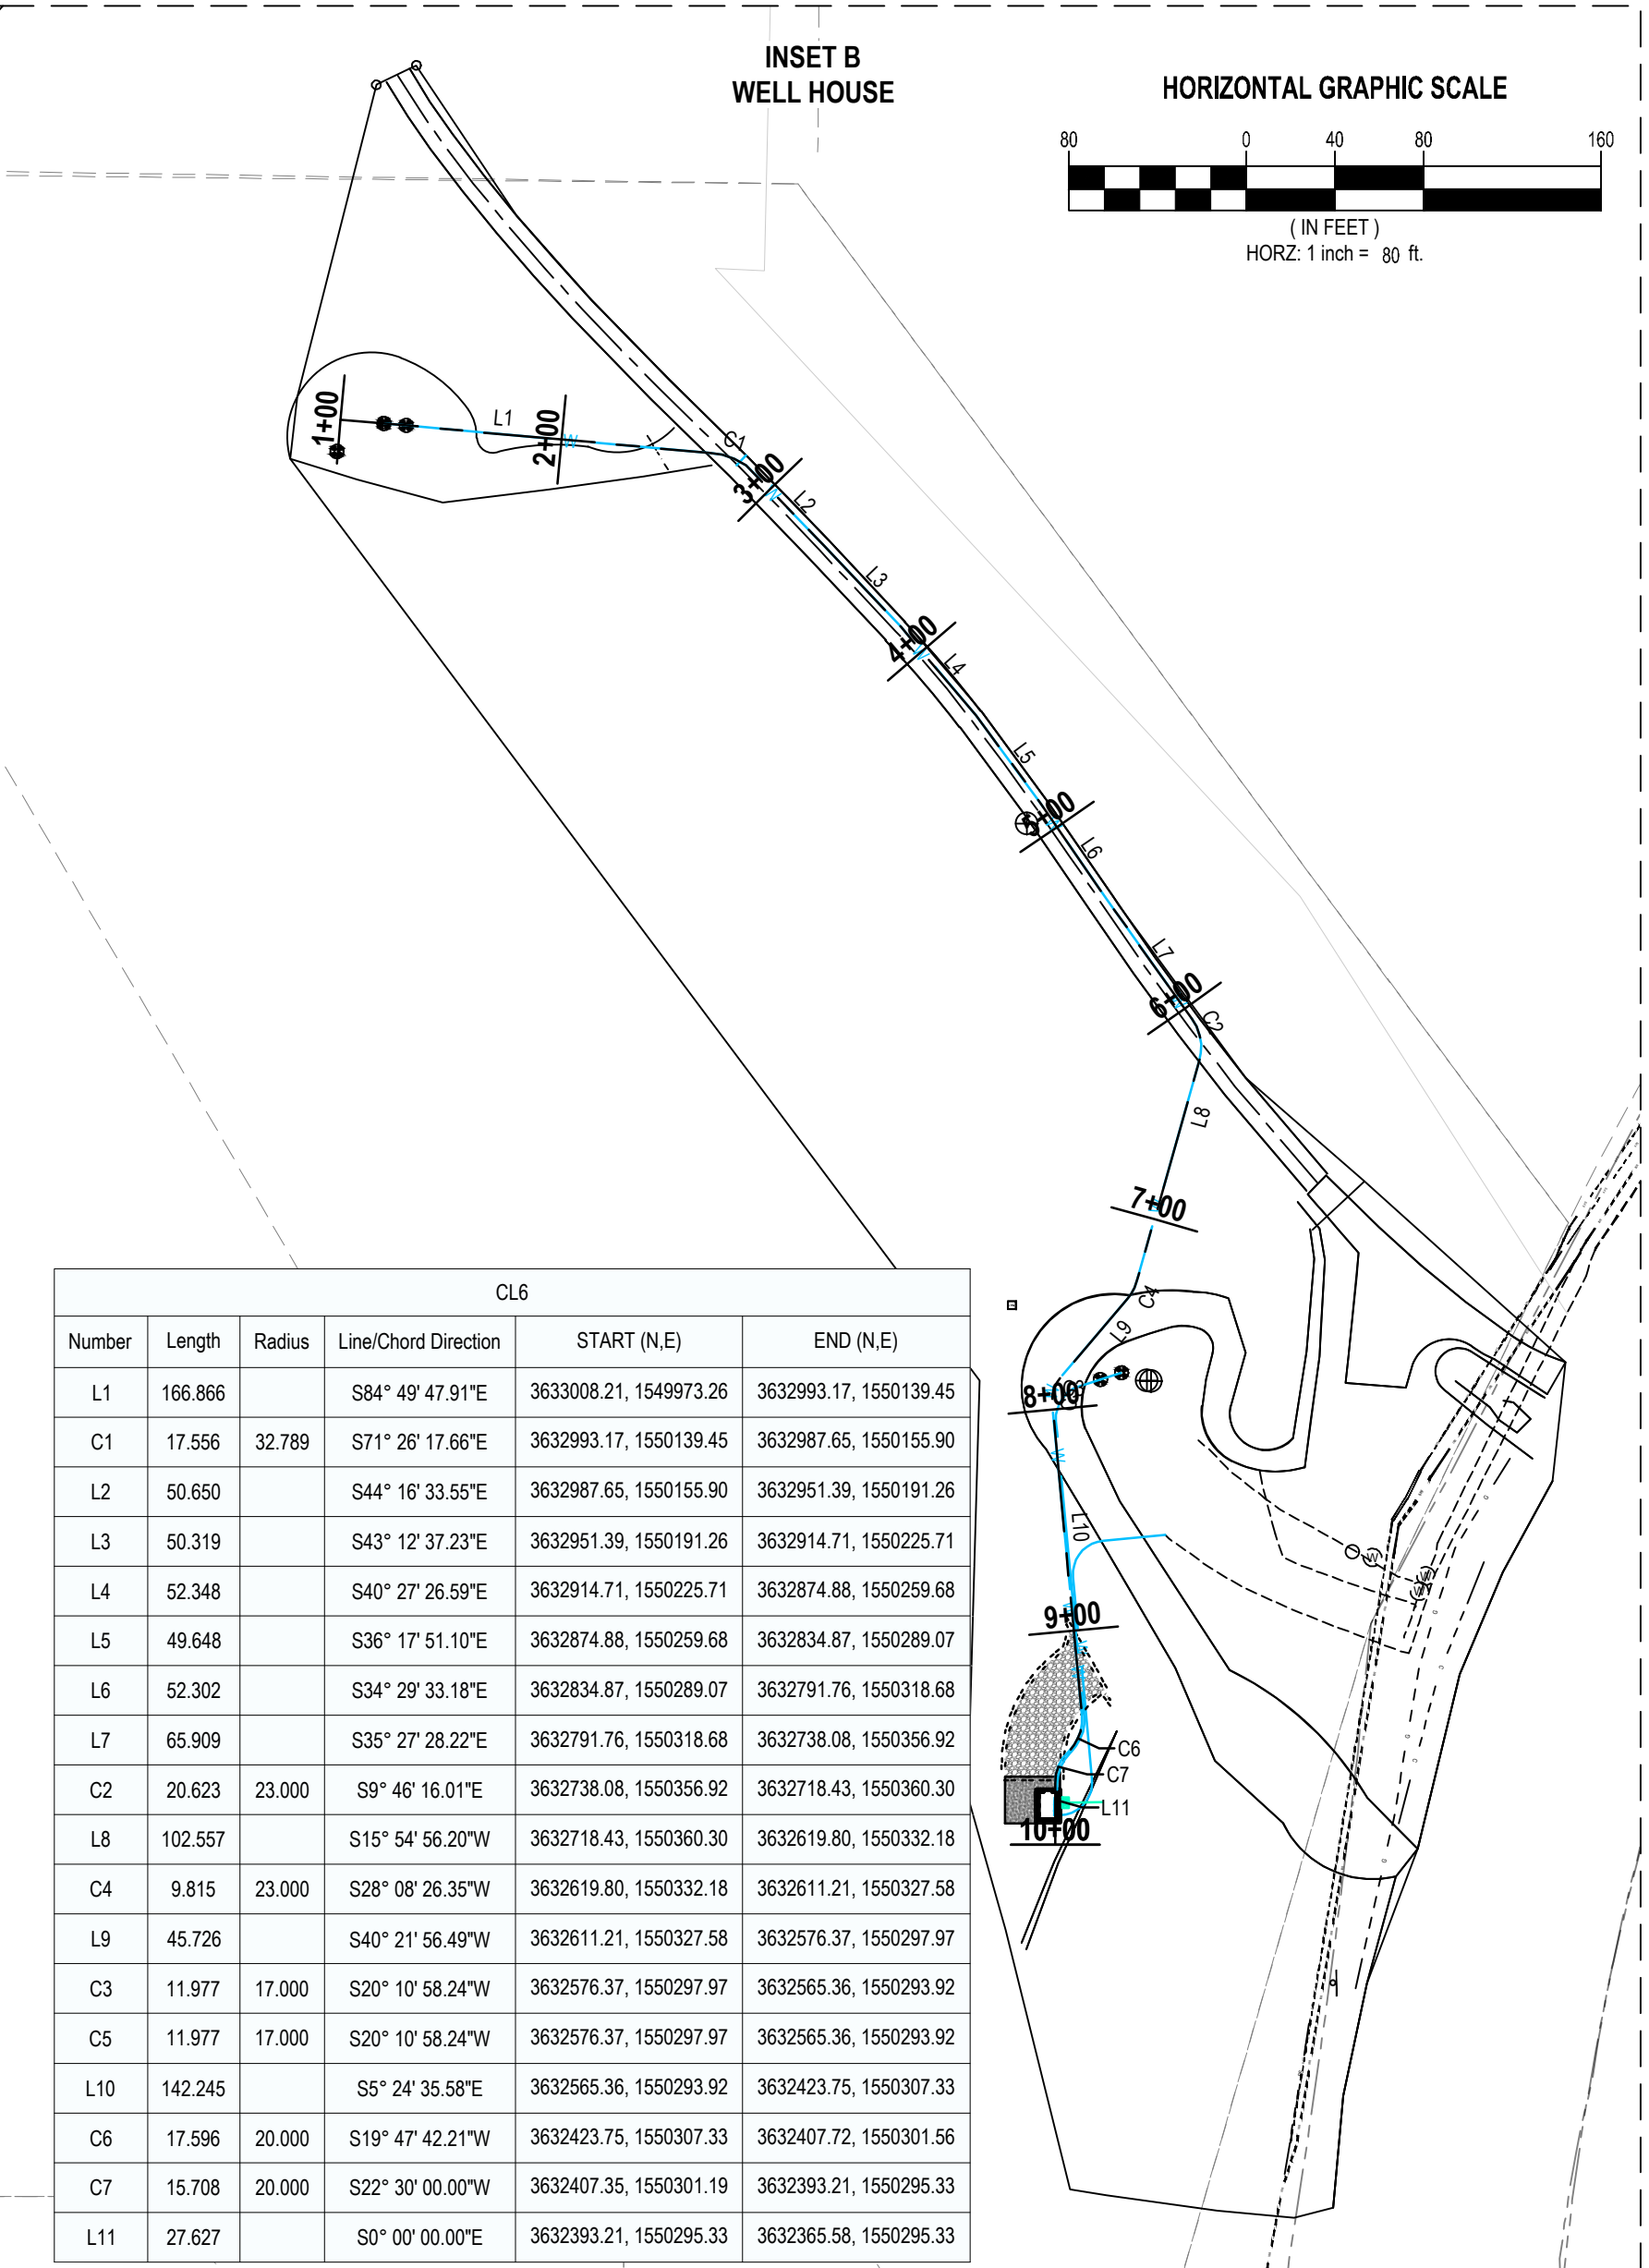 INSET B
WELL HOUSE
HORIZONTAL GRAPHIC SCALE
80 0 40 80 160
( IN FEET )
HORZ: 1 inch = 80 ft.
1+00
L1
2+00
W
C1
3+00
W
L2
L3
4+00
W
L4
L5
5+00
L6
L7
6+00
C2
L8
7+00
C4
L9
8+00
W
L10
W
W
9+00
W
C6
C7
L11
10+00
CL6
Number Length Radius Line/Chord Direction START (N,E) END (N,E)
L1 166.866 S84° 49' 47.91"E 3633008.21, 1549973.26 3632993.17, 1550139.45
C1 17.556 32.789 S71° 26' 17.66"E 3632993.17, 1550139.45 3632987.65, 1550155.90
L2 50.650 S44° 16' 33.55"E 3632987.65, 1550155.90 3632951.39, 1550191.26
L3 50.319 S43° 12' 37.23"E 3632951.39, 1550191.26 3632914.71, 1550225.71
L4 52.348 S40° 27' 26.59"E 3632914.71, 1550225.71 3632874.88, 1550259.68
L5 49.648 S36° 17' 51.10"E 3632874.88, 1550259.68 3632834.87, 1550289.07
L6 52.302 S34° 29' 33.18"E 3632834.87, 1550289.07 3632791.76, 1550318.68
L7 65.909 S35° 27' 28.22"E 3632791.76, 1550318.68 3632738.08, 1550356.92
C2 20.623 23.000 S9° 46' 16.01"E 3632738.08, 1550356.92 3632718.43, 1550360.30
L8 102.557 S15° 54' 56.20"W 3632718.43, 1550360.30 3632619.80, 1550332.18
C4 9.815 23.000 S28° 08' 26.35"W 3632619.80, 1550332.18 3632611.21, 1550327.58
L9 45.726 S40° 21' 56.49"W 3632611.21, 1550327.58 3632576.37, 1550297.97
C3 11.977 17.000 S20° 10' 58.24"W 3632576.37, 1550297.97 3632565.36, 1550293.92
C5 11.977 17.000 S20° 10' 58.24"W 3632576.37, 1550297.97 3632565.36, 1550293.92
L10 142.245 S5° 24' 35.58"E 3632565.36, 1550293.92 3632423.75, 1550307.33
C6 17.596 20.000 S19° 47' 42.21"W 3632423.75, 1550307.33 3632407.72, 1550301.56
C7 15.708 20.000 S22° 30' 00.00"W 3632407.35, 1550301.19 3632393.21, 1550295.33
L11 27.627 S0° 00' 00.00"E 3632393.21, 1550295.33 3632365.58, 1550295.33